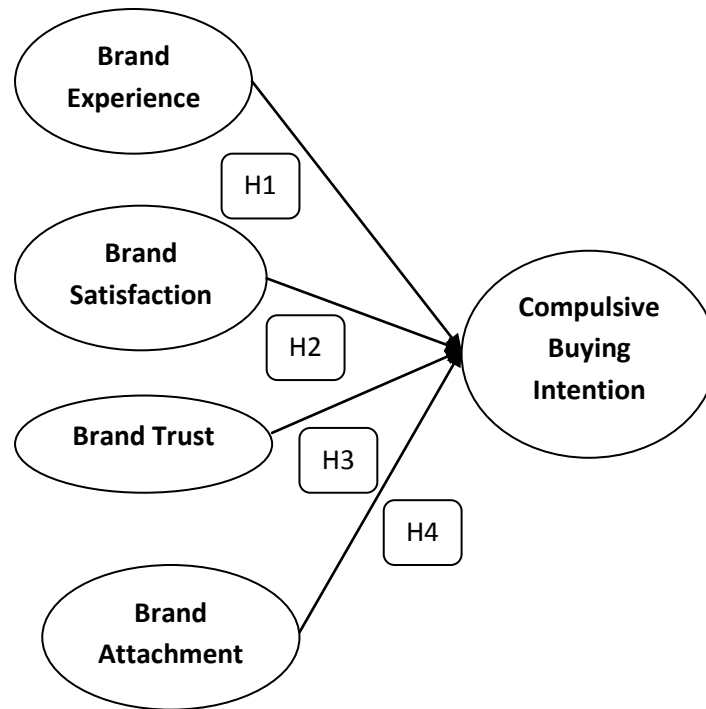 Brand
Experience
H1
Brand
Satisfaction
H2
Compulsive
Buying
Intention
Brand Trust
H3
H4
Brand
Attachment